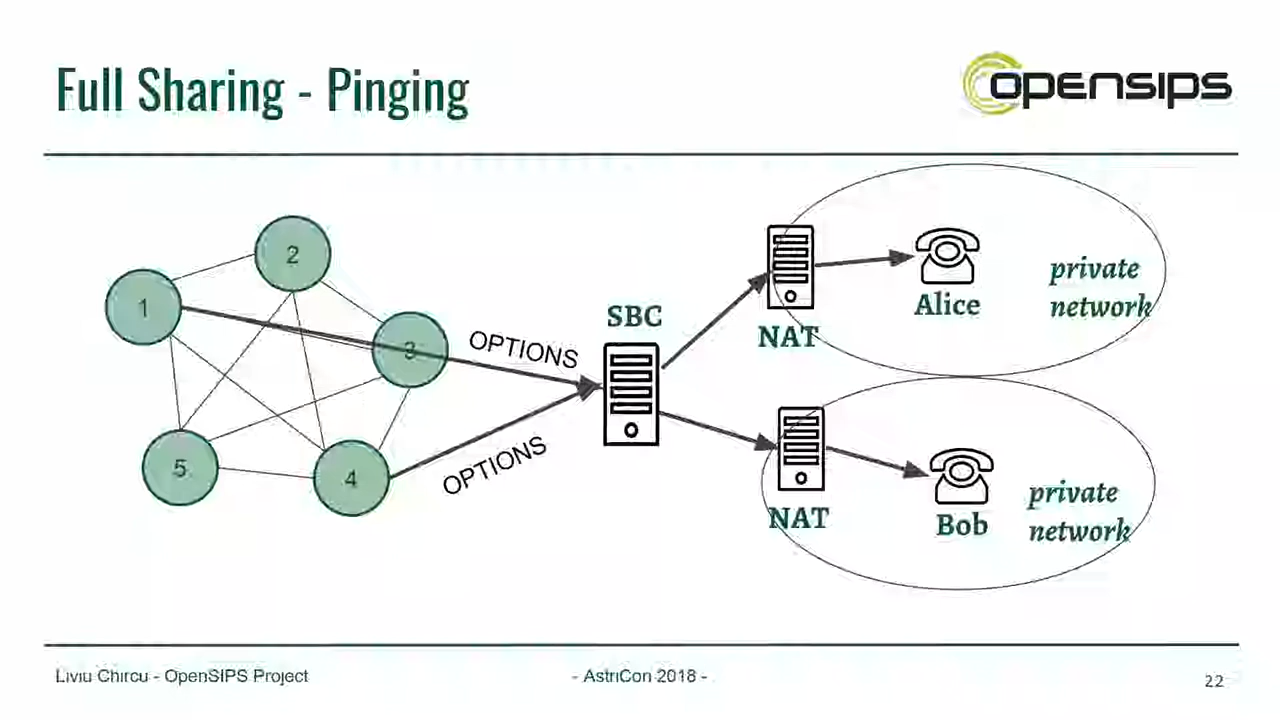 Full Sharing - Pinging
opensips
2
1
3
5
4
OPTIONS
OPTIONS
SBC
NAT
Alice
private
network
NAT
Bob
private
network
Liviu Chircu - OpenSIPS Project
- AstriCon 2018 -
22